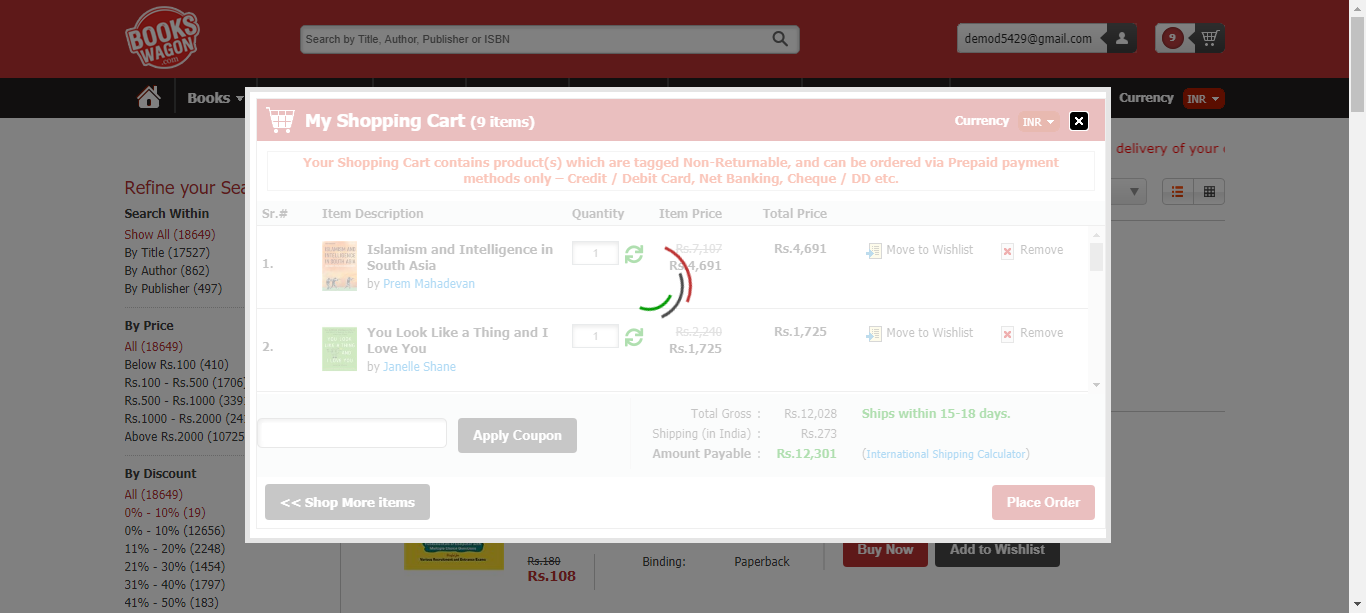 BOOKS
WAGON
.com
Search by Title, Author, Publisher or ISBN
demod5429@gmail.com
9
Books
Currency
INR
My Shopping Cart (9 items)
Currency
INR
Your Shopping Cart contains product(s) which are tagged Non-Returnable, and can be ordered via Prepaid payment
methods only – Credit / Debit Card, Net Banking, Cheque / DD etc.
delivery of your
Sr.# Item Description Quantity Item Price Total Price
1.
Islamism and Intelligence in
South Asia
by Prem Mahadevan
1
Rs.7,107
Rs.4,691
Rs.4,691
Move to Wishlist
Remove
2.
You Look Like a Thing and I
Love You
by Janelle Shane
1
Rs.2,240
Rs.1,725
Rs.1,725
Move to Wishlist
Remove
Apply Coupon
Total Gross : Rs.12,028
Shipping (in India) : Rs.273
Amount Payable : Rs.12,301
Ships within 15-18 days.
(International Shipping Calculator)
<< Shop More items
Place Order
Refine your Sea
Search Within
Show All (18649)
By Title (17527)
By Author (862)
By Publisher (497)
By Price
All (18649)
Below Rs.100 (410)
Rs.100 - Rs.500 (1706
Rs.500 - Rs.1000 (339
Rs.1000 - Rs.2000 (24
Above Rs.2000 (10725
By Discount
All (18649)
0% - 10% (19)
0% - 10% (12656)
11% - 20% (2248)
21% - 30% (1454)
31% - 40% (1797)
41% - 50% (183)
Rs.180
Rs.108
Binding: Paperback
Buy Now
Add to Wishlist